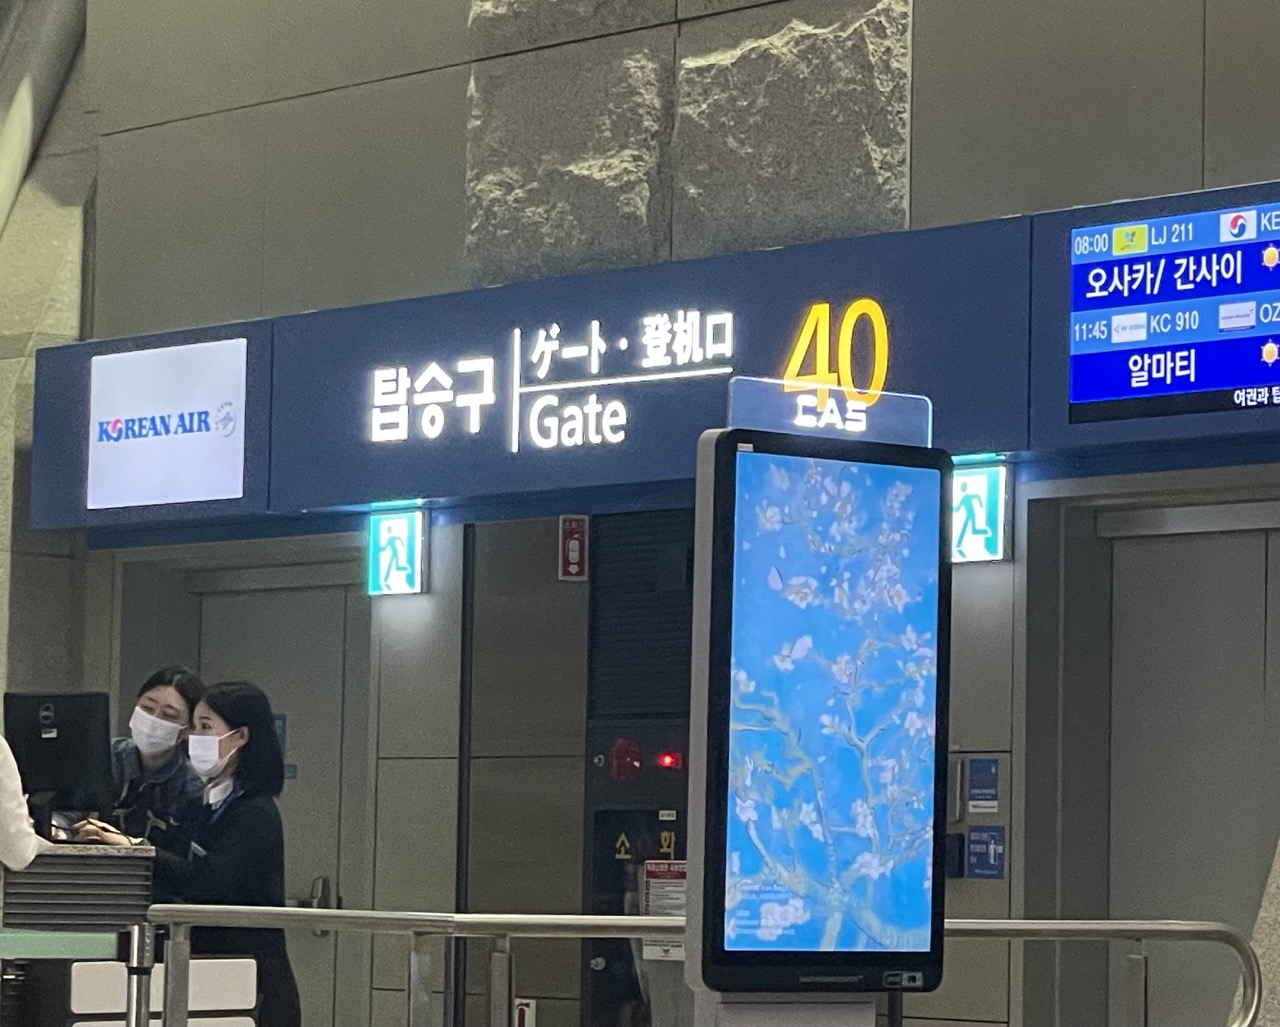 KOREAN AIR
탑승구
ゲート・登机口
Gate
40
CAS
08:00 LJ 211 KE
오사카/ 간사이
11:45 KC 910 OZ
알마티
여권과 탑
소 화
DELL